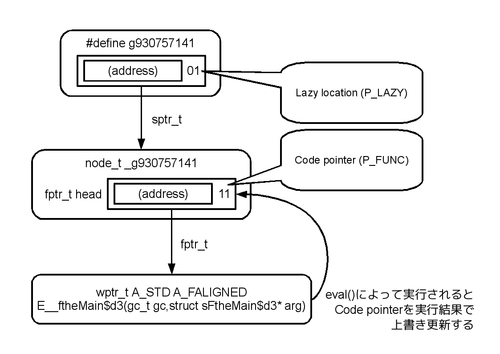 #define g930757141
(address)
01
Lazy location (P_LAZY)
sptr_t
node_t _g930757141
Code pointer (P_FUNC)
fptr_t head
(address)
11
fptr_t
wptr_t A_STD A_FALIGNED
E__ftheMain$d3(gc_t gc,struct sFtheMain$d3* arg)
eval()によって実行されると
Code pointerを実行結果で
上書き更新する